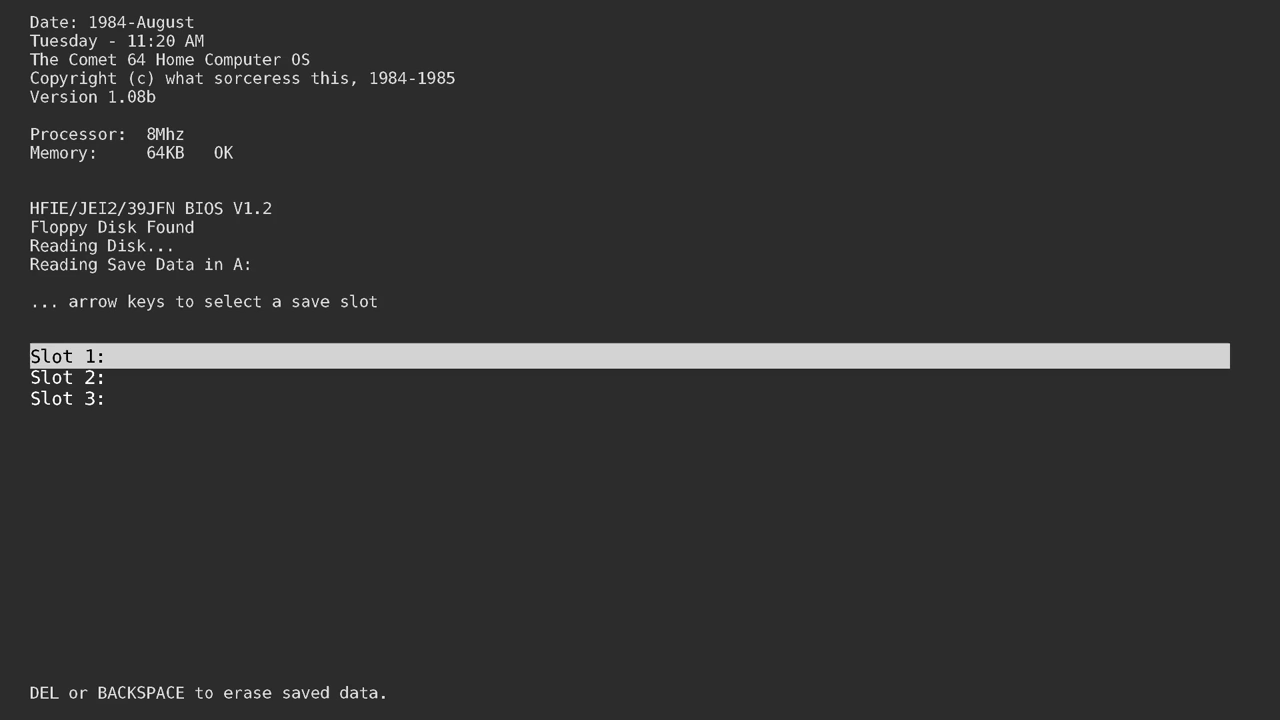 Date: 1984-August
Tuesday - 11:20 AM
The Comet 64 Home Computer OS
Copyright (c) what sorceress this, 1984-1985
Version 1.08b
Processor:  8Mhz
Memory:     64KB   OK
HFIE/JEI2/39JFN BIOS V1.2
Floppy Disk Found
Reading Disk...
Reading Save Data in A:
... arrow keys to select a save slot
Slot 1:
Slot 2:
Slot 3:
DEL or BACKSPACE to erase saved data.